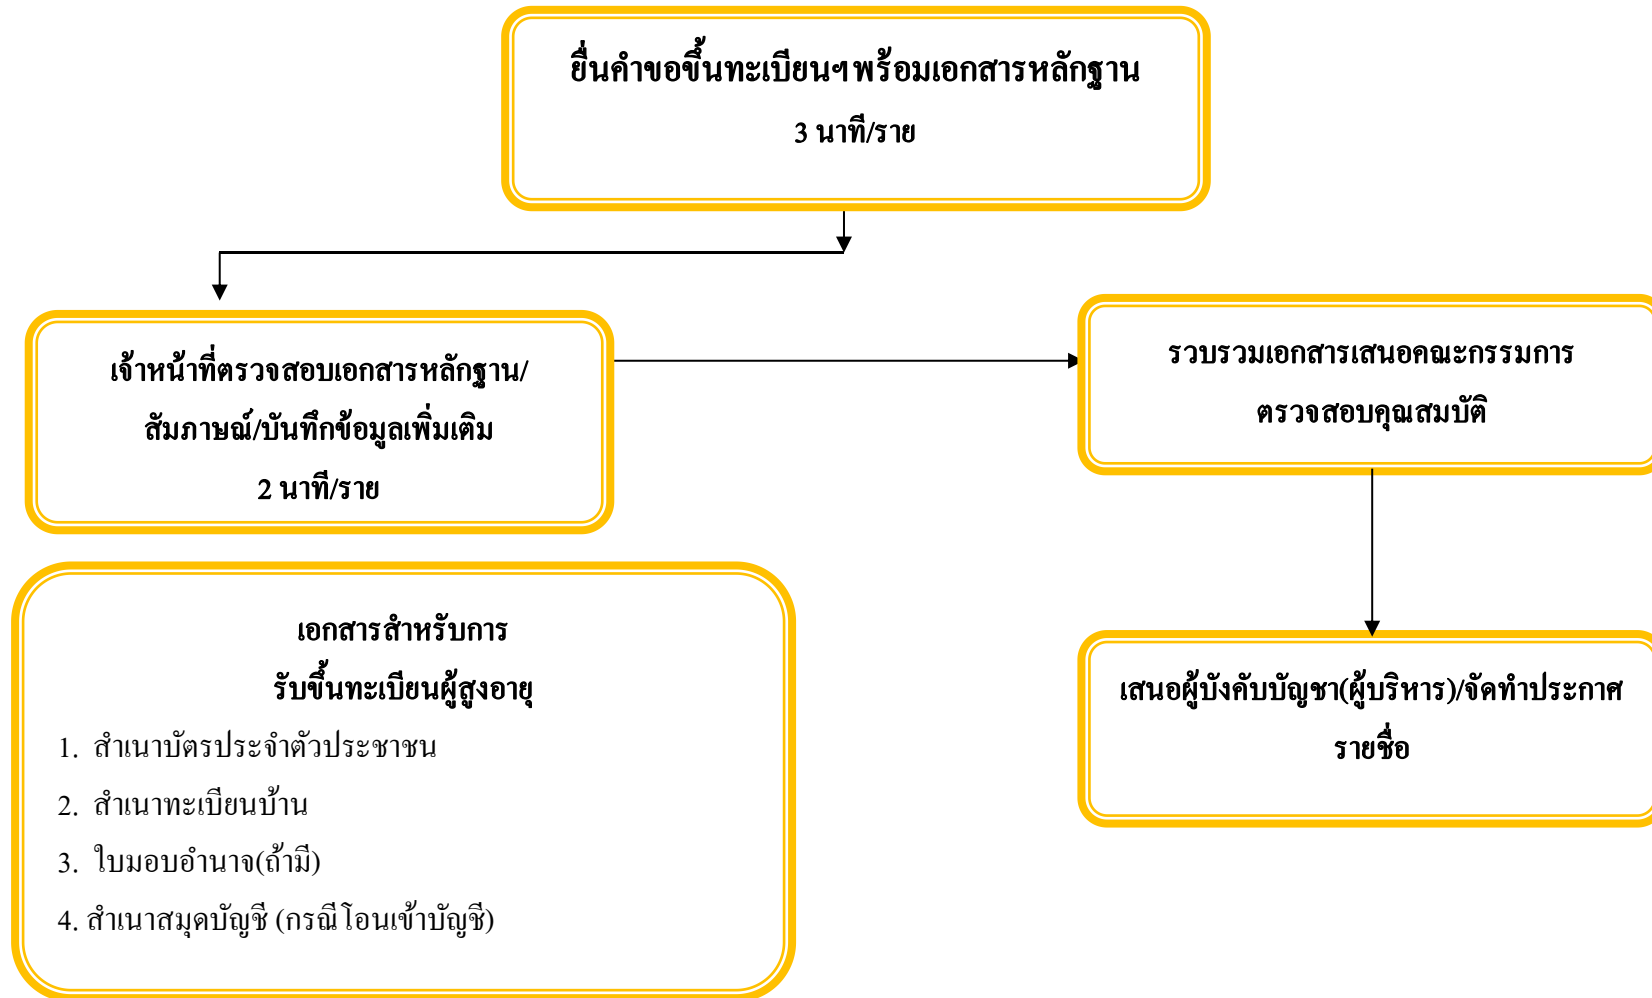 ยื่นคำขอขึ้นทะเบียนฯพร้อมเอกสารหลักฐาน
3 นาที/ราย
เจ้าหน้าที่ตรวจสอบเอกสารหลักฐาน/
สัมภาษณ์/บันทึกข้อมูลเพิ่มเติม
2 นาที/ราย
รวบรวมเอกสารเสนอคณะกรรมการ
ตรวจสอบคุณสมบัติ
เสนอผู้บังคับบัญชา(ผู้บริหาร)/จัดทำประกาศ
รายชื่อ
เอกสารสำหรับการ
รับขึ้นทะเบียนผู้สูงอายุ
1. สำเนาบัตรประจำตัวประชาชน
2. สำเนาทะเบียนบ้าน
3. ใบมอบอำนาจ(ถ้ามี)
4. สำเนาสมุดบัญชี (กรณีโอนเข้าบัญชี)